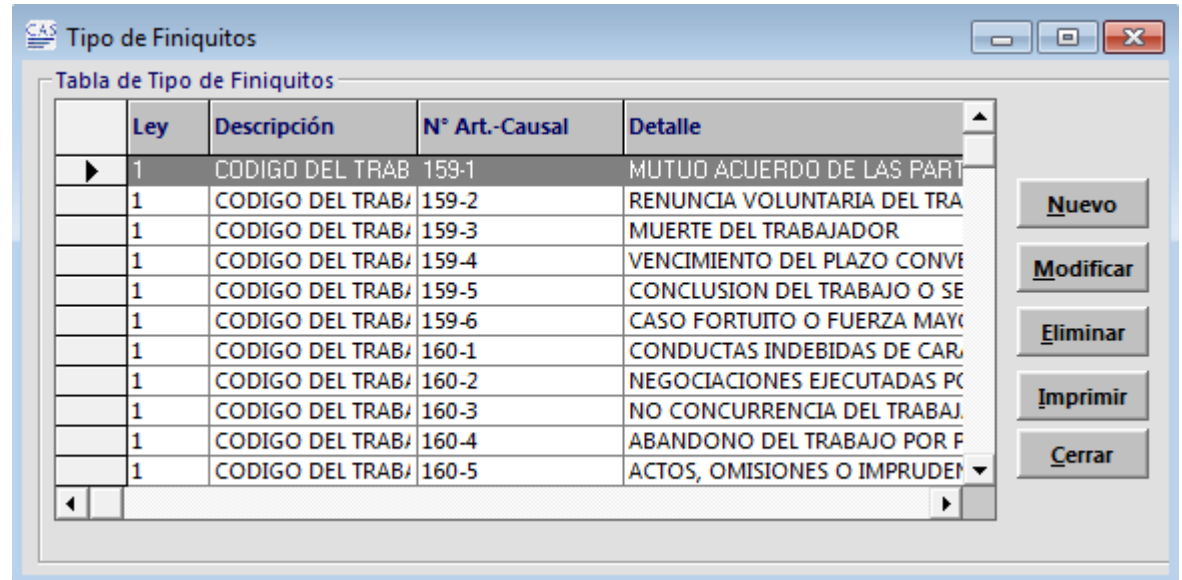 CAS
Tipo de Finiquitos
Tabla de Tipo de Finiquitos
Ley Descripción N° Art.-Causal Detalle
1 CODIGO DEL TRAB 159-1 MUTUO ACUERDO DE LAS PART
1 CODIGO DEL TRAB 159-2 RENUNCIA VOLUNTARIA DEL TRA
1 CODIGO DEL TRAB 159-3 MUERTE DEL TRABAJADOR
1 CODIGO DEL TRAB 159-4 VENCIMIENTO DEL PLAZO CONVE
1 CODIGO DEL TRAB 159-5 CONCLUSION DEL TRABAJO O SE
1 CODIGO DEL TRAB 159-6 CASO FORTUITO O FUERZA MAY
1 CODIGO DEL TRAB 160-1 CONDUCTAS INDEBIDAS DE CAR
1 CODIGO DEL TRAB 160-2 NEGOCIACIONES EJECUTADAS P
1 CODIGO DEL TRAB 160-3 NO CONCURRENCIA DEL TRABAJ
1 CODIGO DEL TRAB 160-4 ABANDONO DEL TRABAJO POR P
1 CODIGO DEL TRAB 160-5 ACTOS, OMISIONES O IMPRUDEN
Nuevo
Modificar
Eliminar
Imprimir
Cerrar